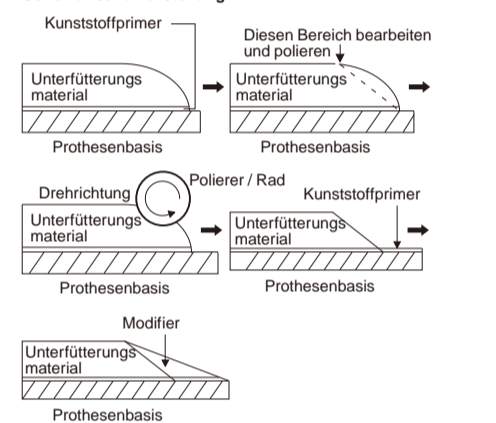 Kunststoffprimer
Unterfütterungs
material
Prothesenbasis
Diesen Bereich bearbeiten
und polieren
Unterfütterungs
material
Prothesenbasis
Polierer / Rad
Drehrichtung
Unterfütterungs
material
Prothesenbasis
Kunststoffprimer
Unterfütterungs
material
Prothesenbasis
Modifier
Unterfütterungs
material
Prothesenbasis